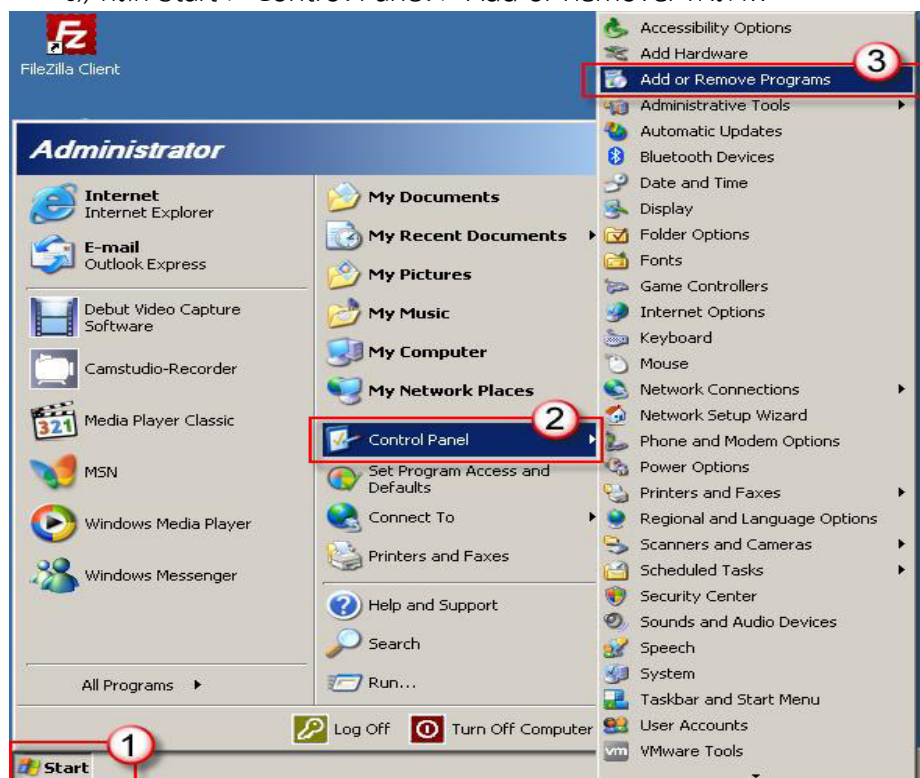 Start > Control Panel > Add or Remove
FileZilla Client
Administrator
Internet
Internet Explorer
E-mail
Outlook Express
Debut Video Capture
Software
Camstudio-Recorder
Media Player Classic
MSN
Windows Media Player
Windows Messenger
All Programs
My Documents
My Recent Documents
My Pictures
My Music
My Computer
My Network Places
2
Control Panel
Set Program Access and
Defaults
Connect To
Printers and Faxes
Help and Support
Search
Run...
Log Off
Turn Off Computer
1
Start
Accessibility Options
Add Hardware
3
Add or Remove Programs
Administrative Tools
Automatic Updates
Bluetooth Devices
Date and Time
Display
Folder Options
Fonts
Game Controllers
Internet Options
Keyboard
Mouse
Network Connections
Network Setup Wizard
Phone and Modem Options
Power Options
Printers and Faxes
Regional and Language Options
Scanners and Cameras
Scheduled Tasks
Security Center
Sounds and Audio Devices
Speech
System
Taskbar and Start Menu
User Accounts
VMware Tools